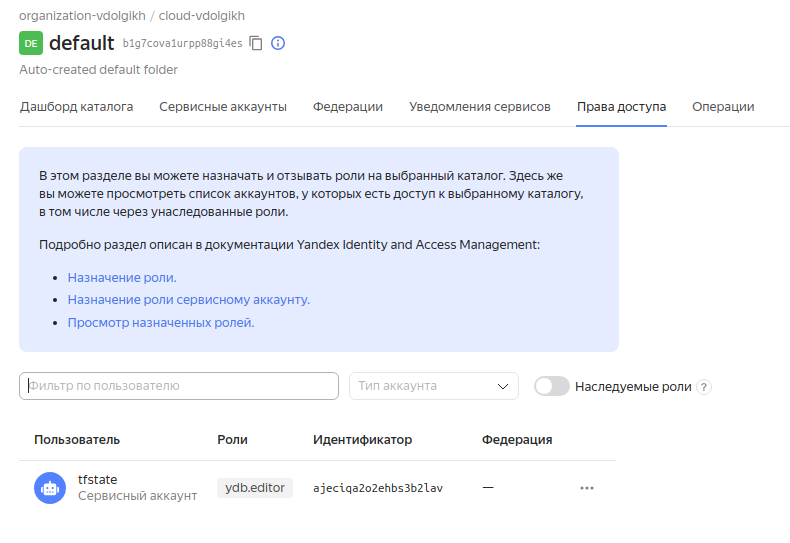 organization-vdolgikh / cloud-vdolgikh
DE default b1g7cova1urpp88gi4es
Auto-created default folder
Дашборд каталога Сервисные аккаунты Федерации Уведомления сервисов Права доступа Операции
В этом разделе вы можете назначать и отзывать роли на выбранный каталог. Здесь же
вы можете просмотреть список аккаунтов, у которых есть доступ к выбранному каталогу,
в том числе через унаследованные роли.
Подробно раздел описан в документации Yandex Identity and Access Management:
• Назначение роли.
• Назначение роли сервисному аккаунту.
• Просмотр назначенных ролей.
Фильтр по пользователю Тип аккаунта Наследуемые роли ?
Пользователь Роли Идентификатор Федерация
tfstate
Сервисный аккаунт ydb.editor ajeciqa2o2ehbs3b2lav —